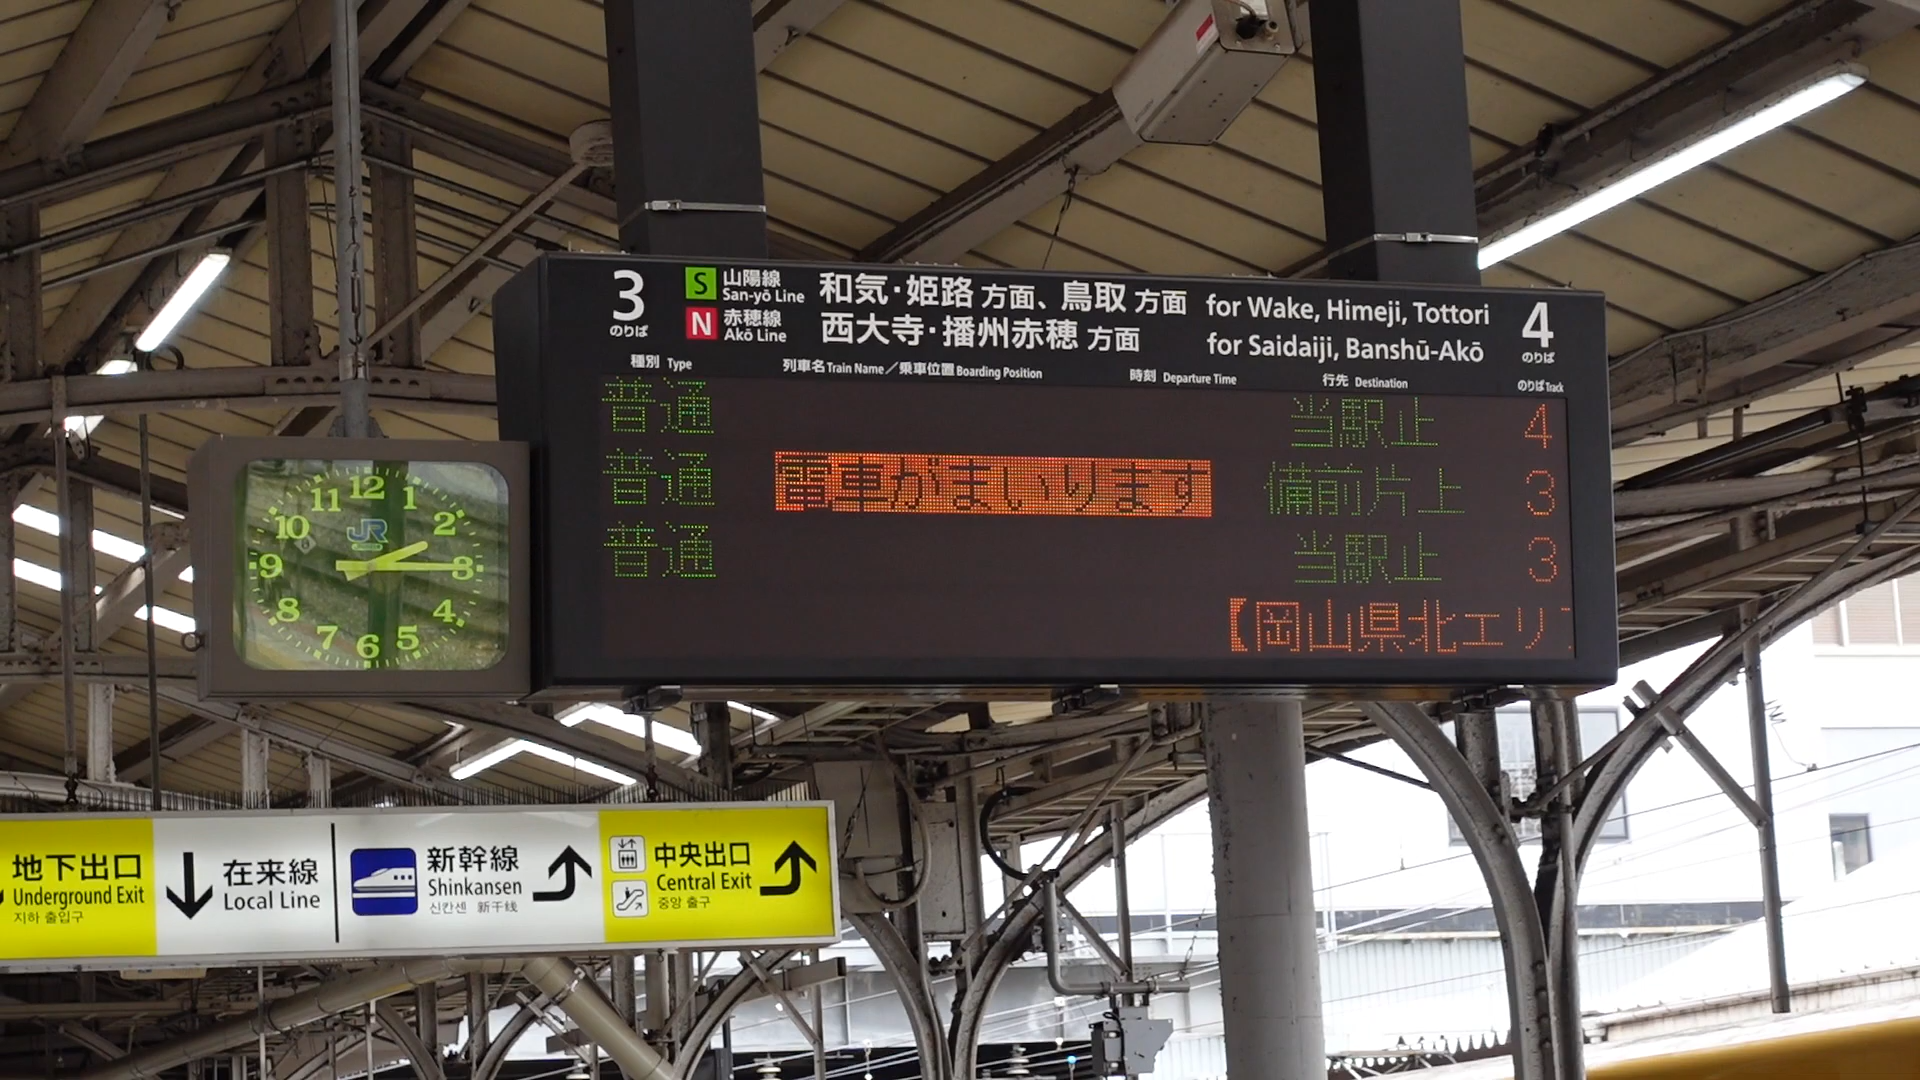 3 のりば
S 山陽線 San-yō Line
N 赤穂線 Akō Line
和気・姫路 方面、鳥取 方面 for Wake, Himeji, Tottori
西大寺・播州赤穂 方面 for Saidaiji, Banshū-Akō
4 のりば
種別 Type 列車名 Train Name／乗車位置 Boarding Position 時刻 Departure Time 行先 Destination のりば Track
普通 当駅止 4
普通 電車がまいります 備前片上 3
普通 当駅止 3
【岡山県北エリ
12 1 2 3 4 5 6 7 8 9 10 11
JR
地下出口
Underground Exit
지하 출입구
在来線
Local Line
新幹線
Shinkansen
신칸센 新干线
中央出口
Central Exit
중앙 출구